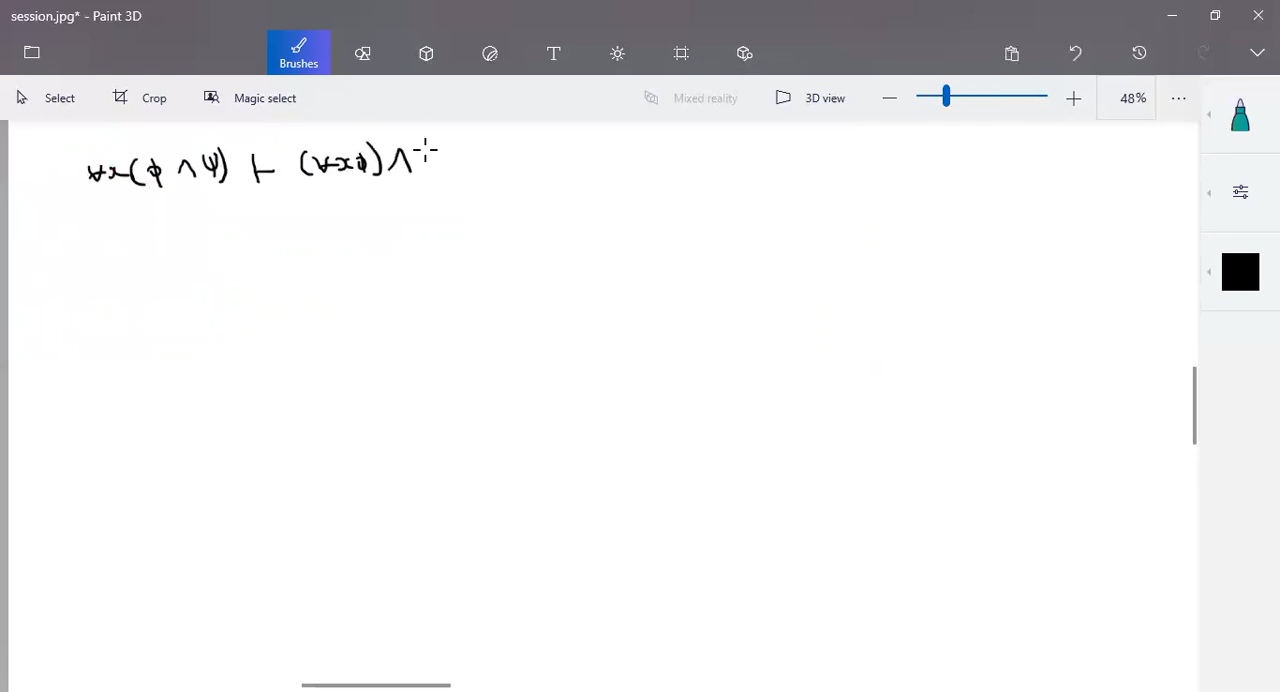 session.jpg* - Paint 3D
Brushes
Select Crop Magic select Mixed reality 3D view 48%
∀x(ϕ ∧ ψ) ⊢ (∀xϕ) ∧